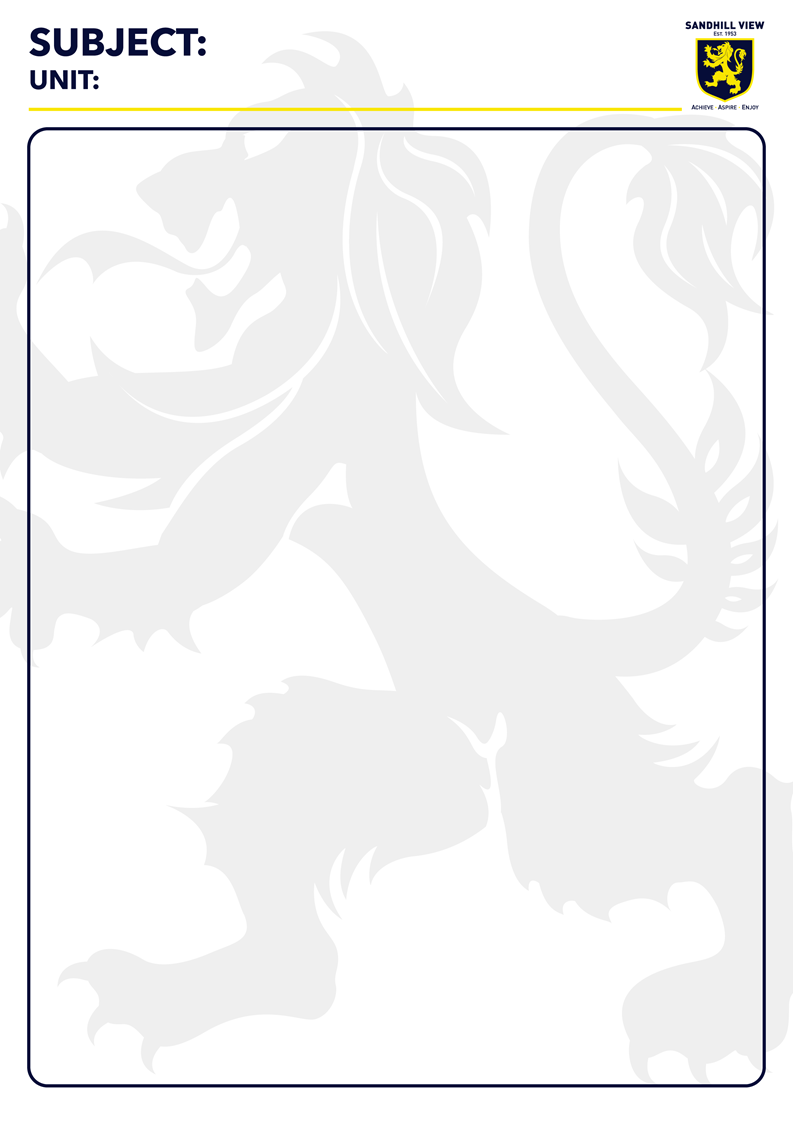 SUBJECT:
UNIT:
SANDHILL VIEW
EST. 1953
ACHIEVE · ASPIRE · ENJOY